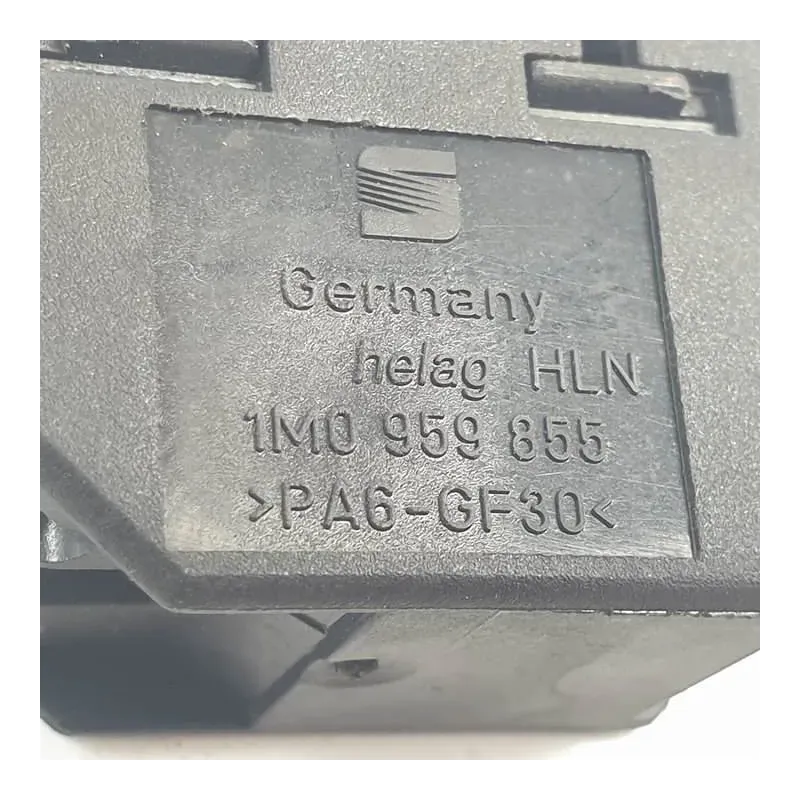 Germany
helag HLN
1M0 959 855
>PA6-GF30<